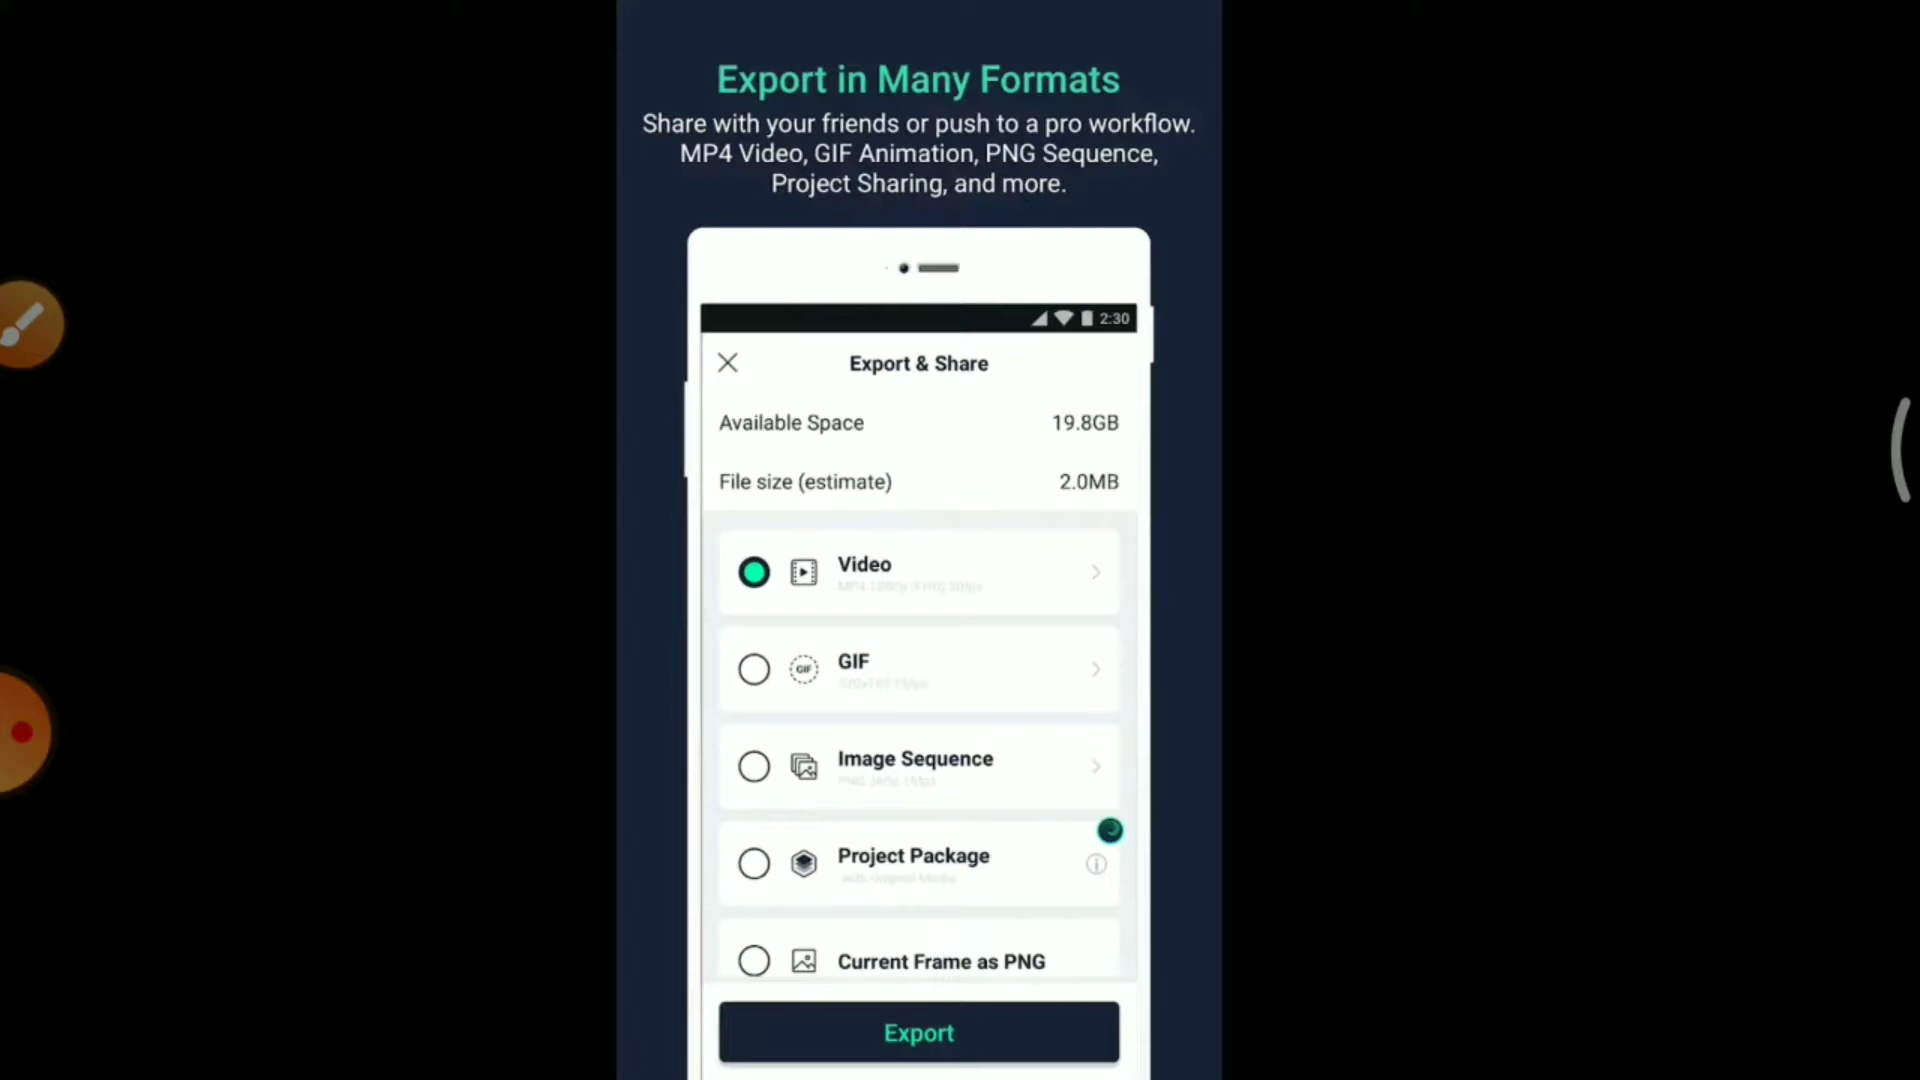 Export in Many Formats
Share with your friends or push to a pro workflow.
MP4 Video, GIF Animation, PNG Sequence,
Project Sharing, and more.
2:30
Export & Share
Available Space 19.8GB
File size (estimate) 2.0MB
Video
GIF
GIF
Image Sequence
Project Package
Current Frame as PNG
Export